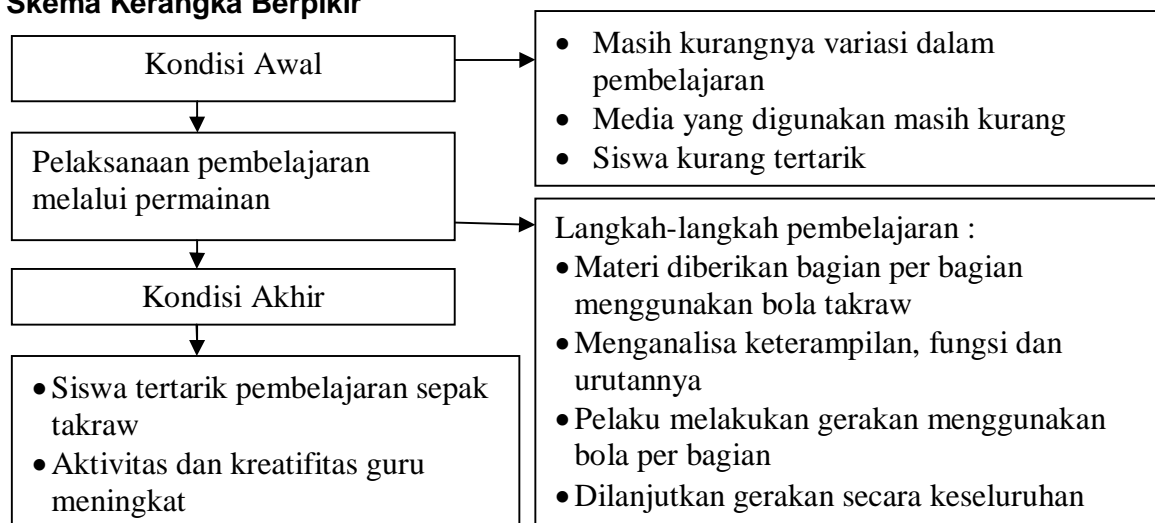 Skema Kerangka Berpikir
Kondisi Awal
• Masih kurangnya variasi dalam
pembelajaran
• Media yang digunakan masih kurang
• Siswa kurang tertarik
Pelaksanaan pembelajaran
melalui permainan
Langkah-langkah pembelajaran :
• Materi diberikan bagian per bagian
menggunakan bola takraw
• Menganalisa keterampilan, fungsi dan
urutannya
• Pelaku melakukan gerakan menggunakan
bola per bagian
• Dilanjutkan gerakan secara keseluruhan
Kondisi Akhir
• Siswa tertarik pembelajaran sepak
takraw
• Aktivitas dan kreatifitas guru
meningkat